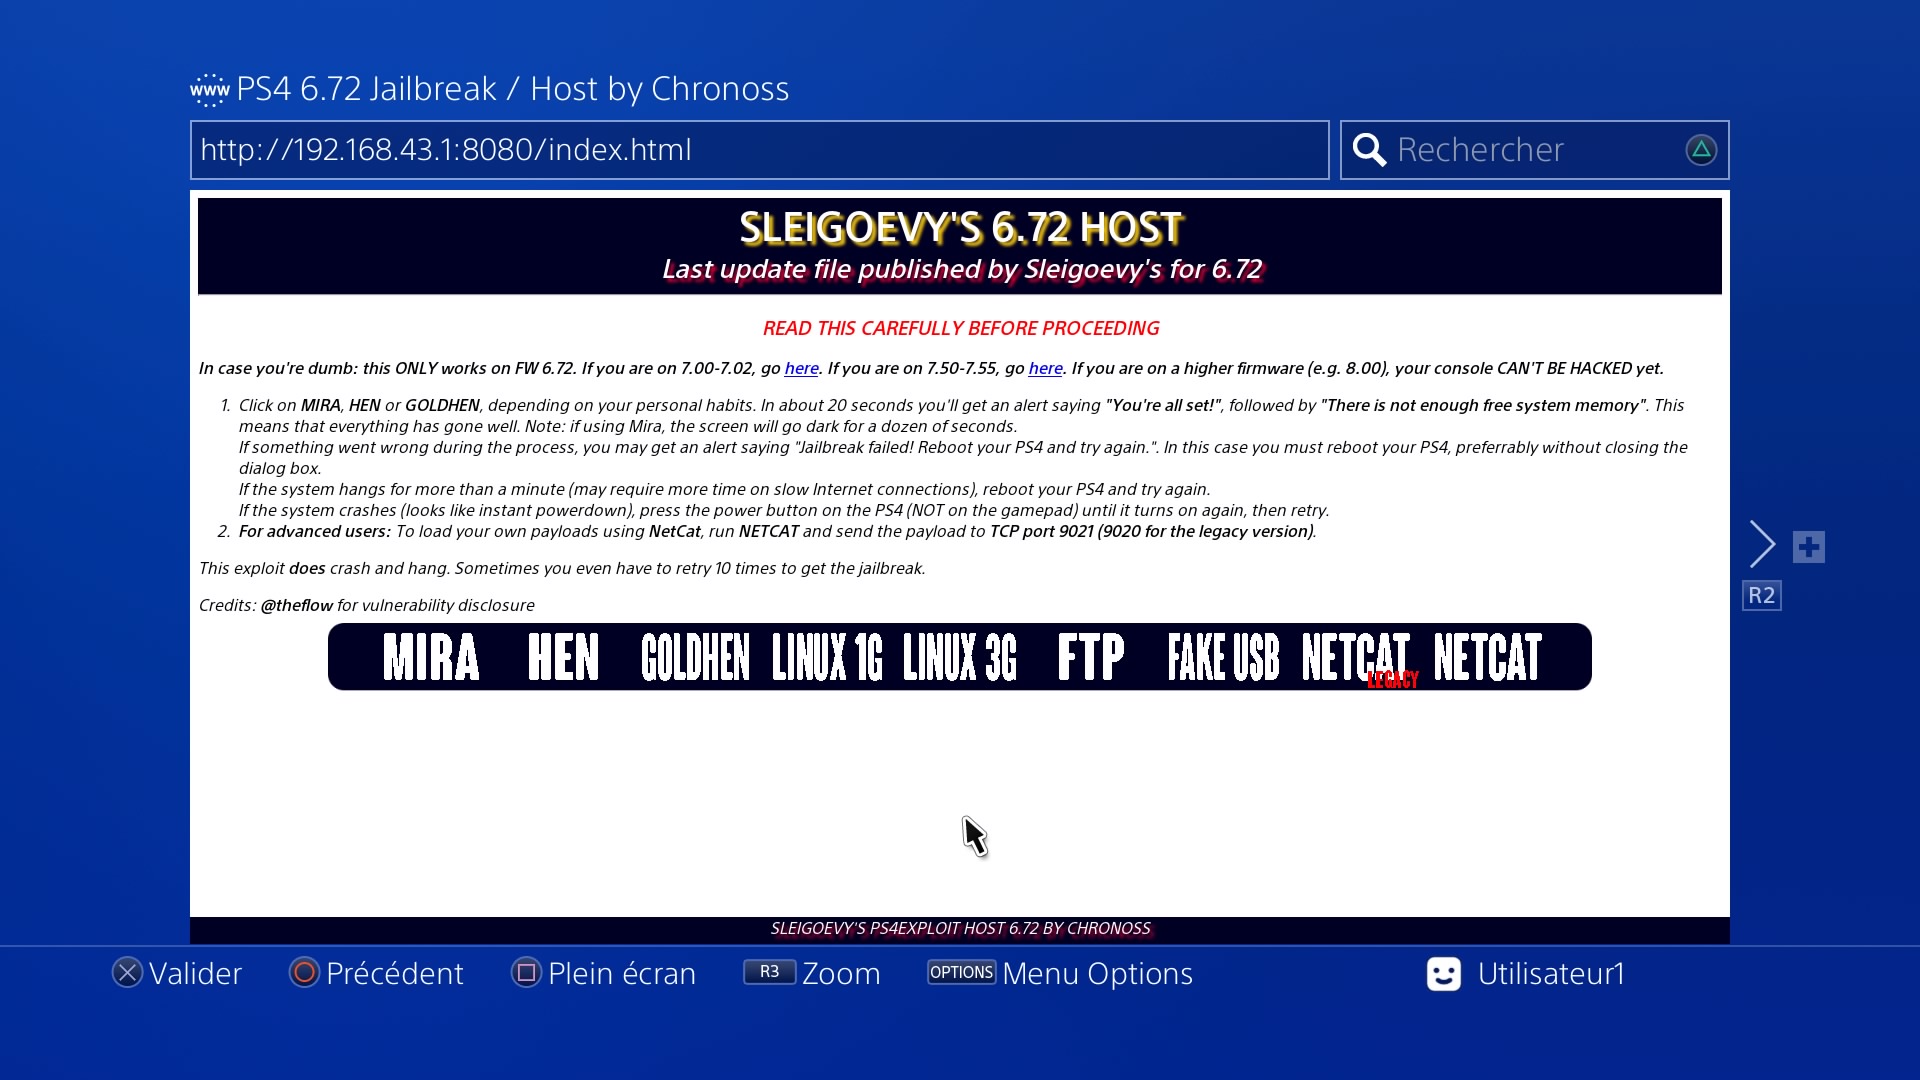 www PS4 6.72 Jailbreak / Host by Chronoss
http://192.168.43.1:8080/index.html
Rechercher
SLEIGOEVY'S 6.72 HOST
Last update file published by Sleigoevy's for 6.72
READ THIS CAREFULLY BEFORE PROCEEDING
In case you're dumb: this ONLY works on FW 6.72. If you are on 7.00-7.02, go here. If you are on 7.50-7.55, go here. If you are on a higher firmware (e.g. 8.00), your console CAN'T BE HACKED yet.
1. Click on MIRA, HEN or GOLDHEN, depending on your personal habits. In about 20 seconds you'll get an alert saying "You're all set!", followed by "There is not enough free system memory". This
means that everything has gone well. Note: if using Mira, the screen will go dark for a dozen of seconds.
If something went wrong during the process, you may get an alert saying "Jailbreak failed! Reboot your PS4 and try again.". In this case you must reboot your PS4, preferrably without closing the
dialog box.
If the system hangs for more than a minute (may require more time on slow Internet connections), reboot your PS4 and try again.
If the system crashes (looks like instant powerdown), press the power button on the PS4 (NOT on the gamepad) until it turns on again, then retry.
2. For advanced users: To load your own payloads using NetCat, run NETCAT and send the payload to TCP port 9021 (9020 for the legacy version).
This exploit does crash and hang. Sometimes you even have to retry 10 times to get the jailbreak.
Credits: @theflow for vulnerability disclosure
MIRA HEN GOLDHEN LINUX 1G LINUX 3G FTP FAKE USB NETCAT NETCAT
LEGACY
R2
SLEIGOEVY'S PS4EXPLOIT HOST 6.72 BY CHRONOSS
Valider Précédent Plein écran R3 Zoom OPTIONS Menu Options Utilisateur1